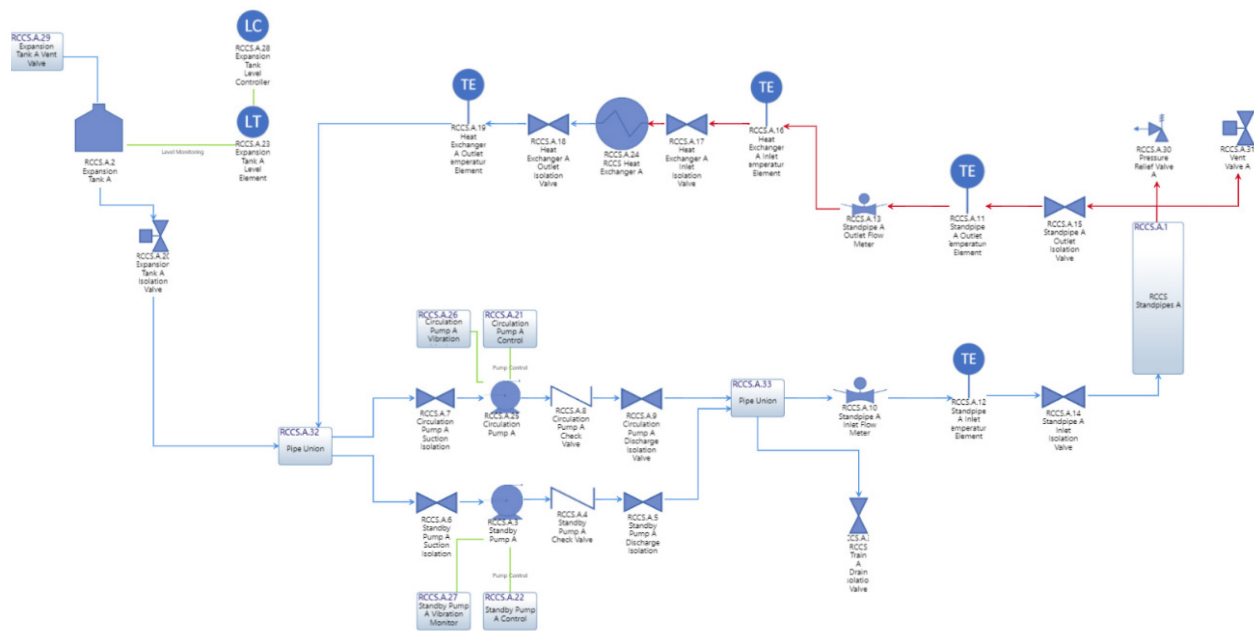 RCCS.A.29
Expansion
Tank A Vent
Valve
LC
RCCS.A.28
Expansion
Tank
Level
Controller
LT
RCCS.A.23
Expansion
Tank A
Level
Element
Level Monitoring
RCCS.A.2
Expansion
Tank A
Expansion
Tank A
Isolation
Valve
TE
RCCS.A.19
Heat
Exchanger
A Outlet
Element
RCCS.A.18
Heat
Exchanger A
Outlet
Isolation
Valve
RCCS.A.24
RCCS Heat
Exchanger A
RCCS.A.17
Heat
Exchanger A
Inlet
Isolation
Valve
TE
RCCS.A.16
Heat
Exchanger
A Inlet
Element
RCCS.A.13
Standpipe A
Outlet Flow
Meter
TE
RCCS.A.11
Standpipe
A Outlet
Element
RCCS.A.15
Standpipe A
Outlet
Isolation
Valve
RCCS.A.30
Pressure
Relief Valve
A
RCCS.A.31
Vent
Valve A
RCCS.A.1
RCCS
Standpipes A
RCCS.A.26
Circulation
Pump A
Vibration
RCCS.A.21
Circulation
Pump A
Control
Pump Control
RCCS.A.7
Circulation
Pump A
Suction
Isolation
RCCS.A.25
Circulation
Pump A
RCCS.A.8
Circulation
Pump A
Check
Valve
RCCS.A.9
Circulation
Pump A
Discharge
Isolation
Valve
RCCS.A.33
Pipe Union
RCCS.A.10
Standpipe A
Inlet Flow
Meter
TE
RCCS.A.12
Standpipe
A Inlet
Element
RCCS.A.14
Standpipe A
Inlet
Isolation
Valve
RCCS.A.32
Pipe Union
RCCS.A.6
Standby
Pump A
Suction
Isolation
RCCS.A.3
Standby
Pump A
RCCS.A.4
Standby
Pump A
Check Valve
RCCS.A.5
Standby
Pump A
Discharge
Isolation
RCCS
Train
A
Drain
Valve
Pump Control
RCCS.A.27
Standby Pump
A Vibration
Monitor
RCCS.A.22
Standby Pump
A Control